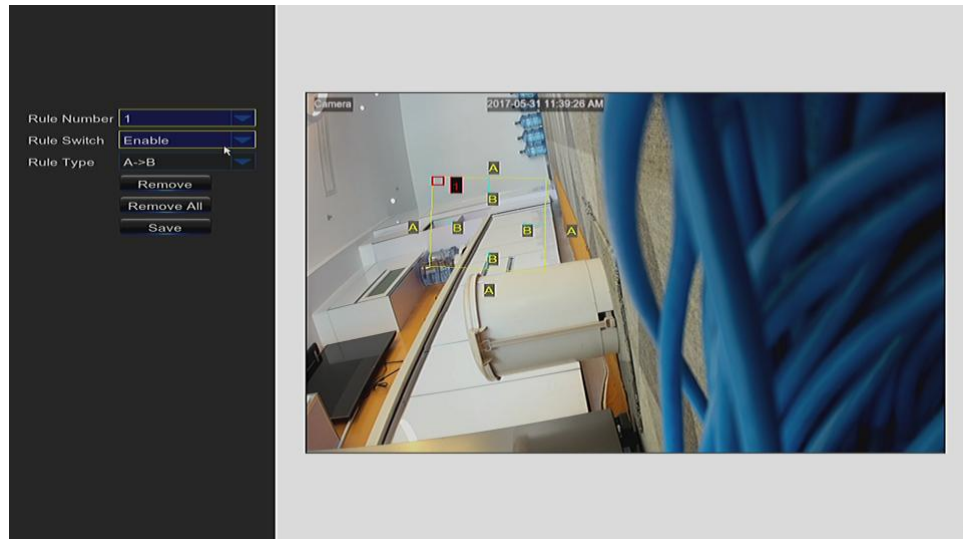 Rule Number 1
Rule Switch Enable
Rule Type A->B
Remove
Remove All
Save
Camera 2017-05-31 11:39:26 AM
A
1
B
A B B A
B
A